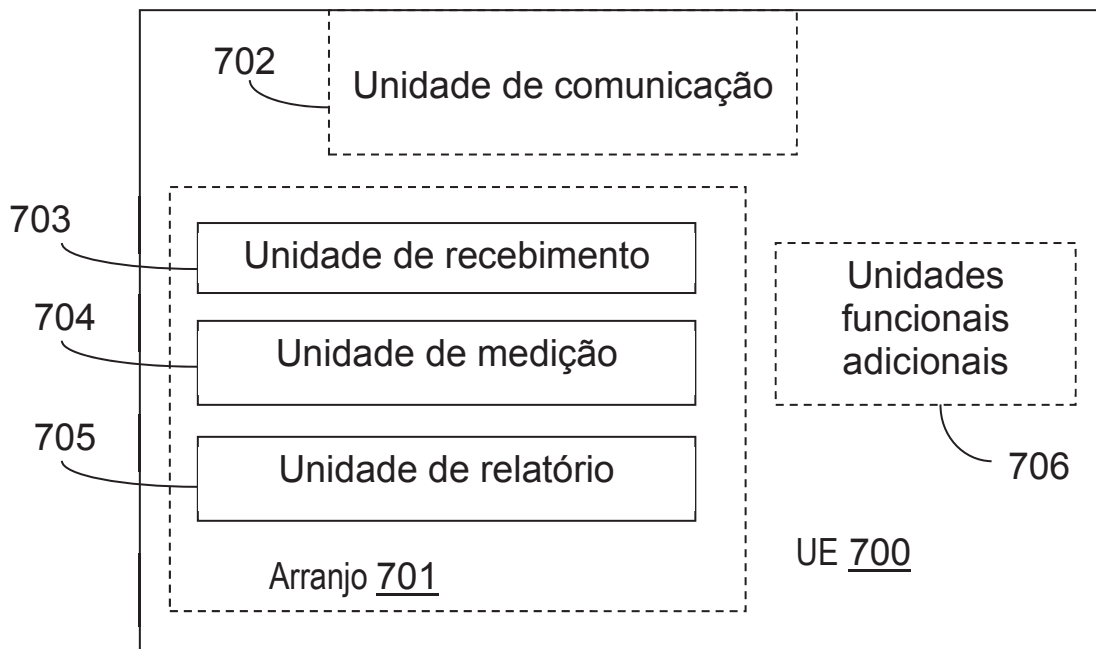 702
Unidade de comunicação
703
Unidade de recebimento
704
Unidade de medição
705
Unidade de relatório
Arranjo 701
Unidades
funcionais
adicionais
706
UE 700